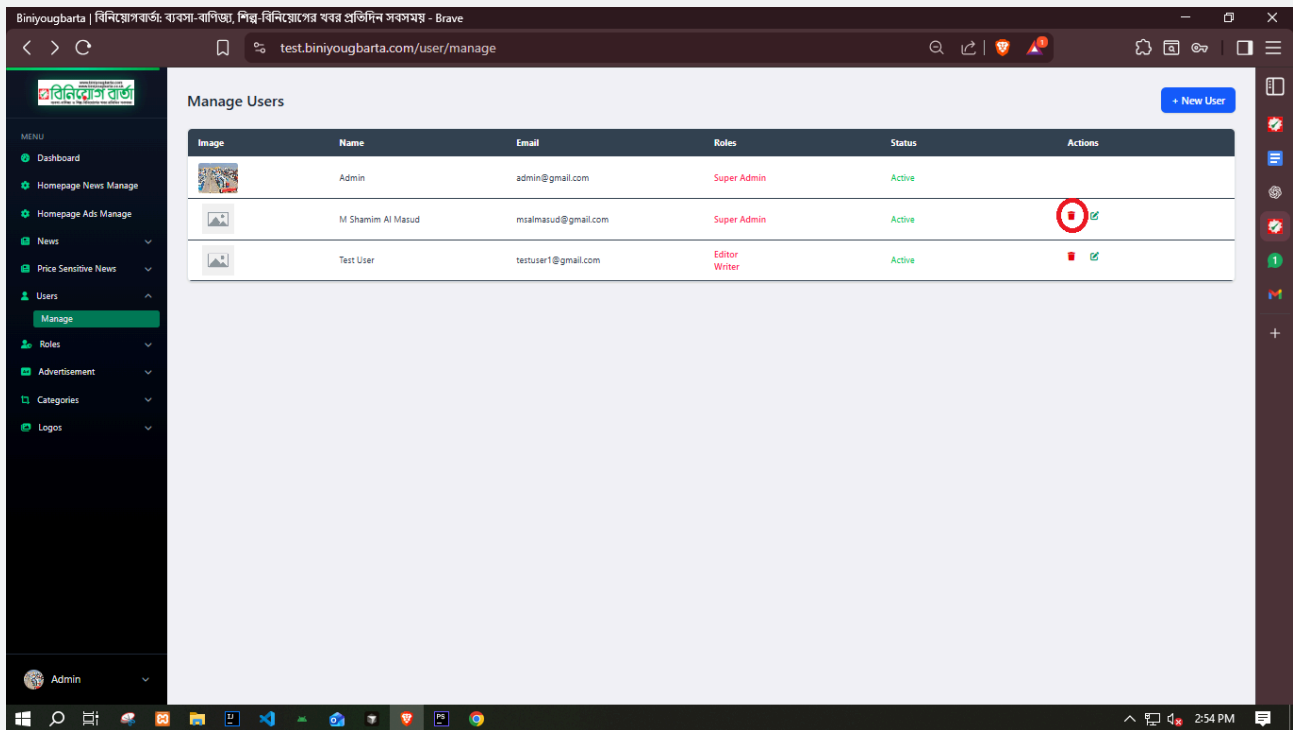 Biniyougbarta | বিনিয়োগবার্তা: ব্যবসা-বাণিজ্য, শিল্প-বিনিয়োগের খবর প্রতিদিন সবসময় - Brave
test.biniyougbarta.com/user/manage
1
বিনিয়োগ বার্তা
Manage Users
+ New User
MENU
Dashboard
Homepage News Manage
Homepage Ads Manage
News
Price Sensitive News
Users
Manage
Roles
Advertisement
Categories
Logos
Image Name Email Roles Status Actions
Admin admin@gmail.com Super Admin Active
M Shamim Al Masud msalmasud@gmail.com Super Admin Active
Test User testuser1@gmail.com Editor Active
Writer
1
Admin
2:54 PM